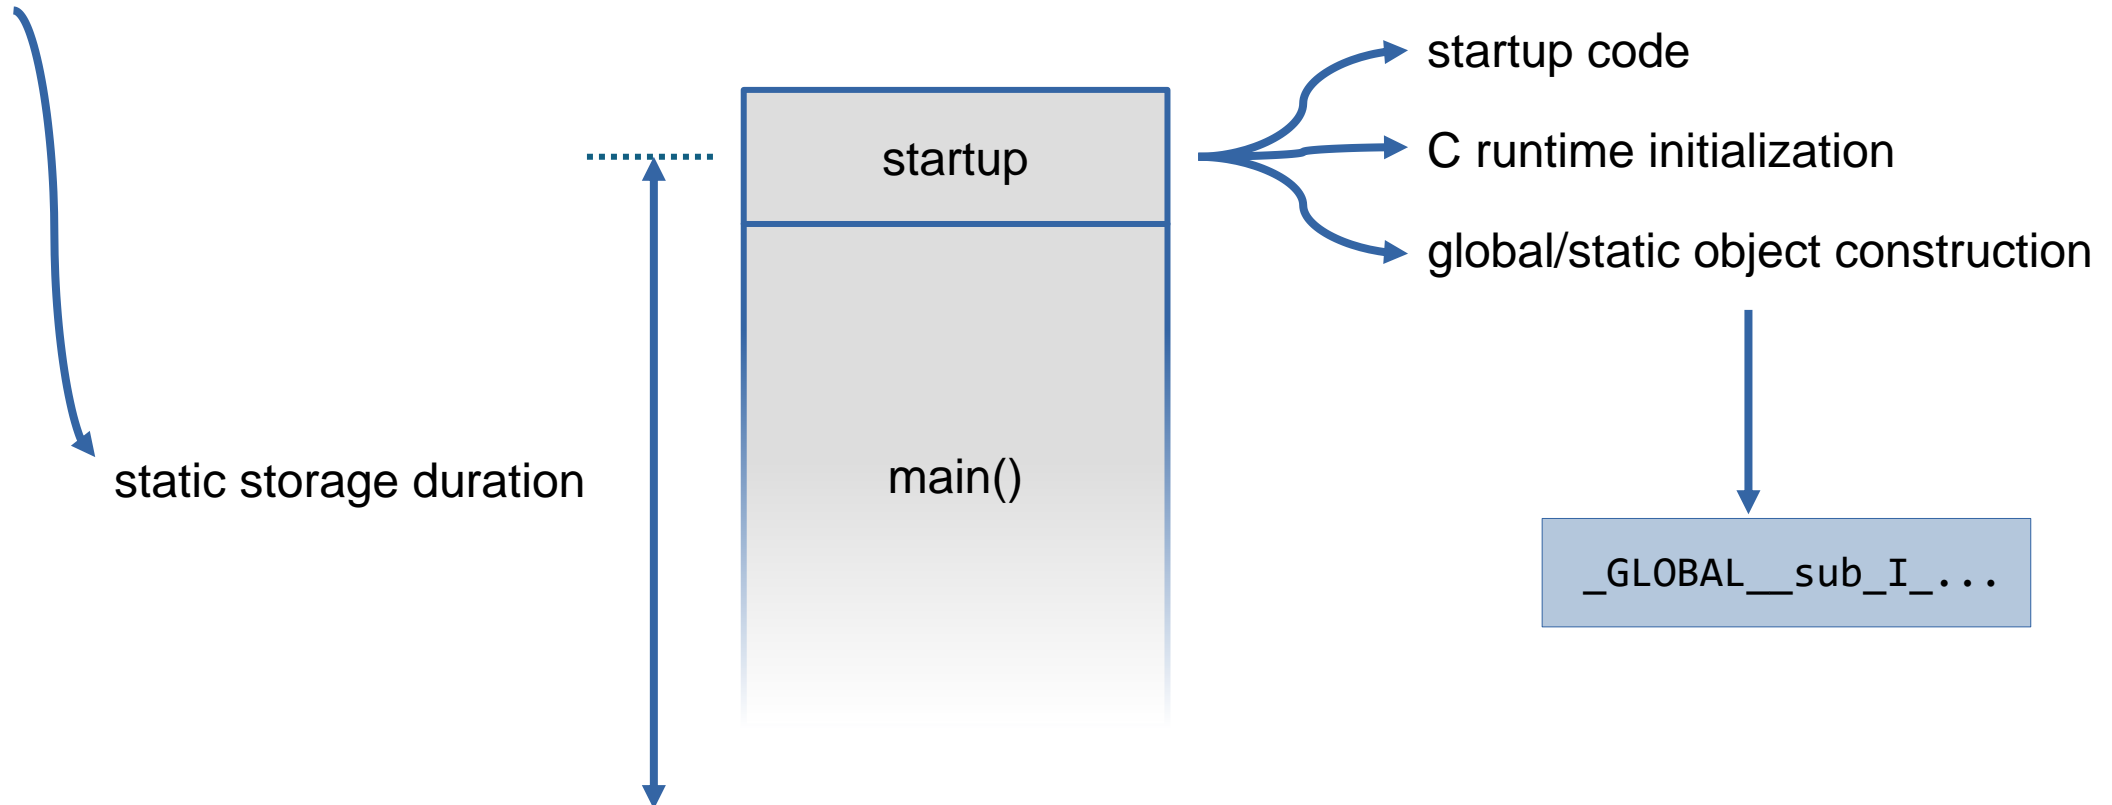 startup code
startup
C runtime initialization
global/static object construction
static storage duration
main()
_GLOBAL__sub_I_...